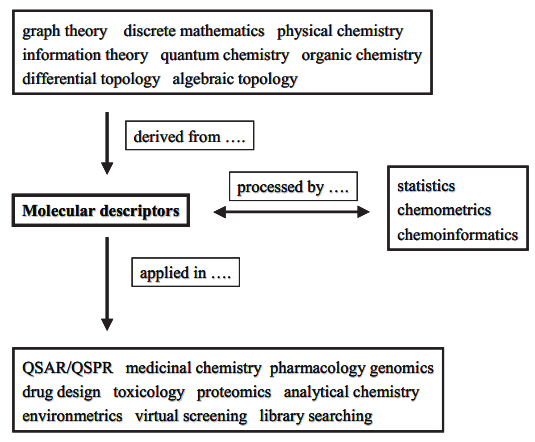 graph theory discrete mathematics physical chemistry
information theory quantum chemistry organic chemistry
differential topology algebraic topology
derived from ....
processed by ....
statistics
chemometrics
chemoinformatics
Molecular descriptors
applied in ....
QSAR/QSPR medicinal chemistry pharmacology genomics
drug design toxicology proteomics analytical chemistry
environmetrics virtual screening library searching